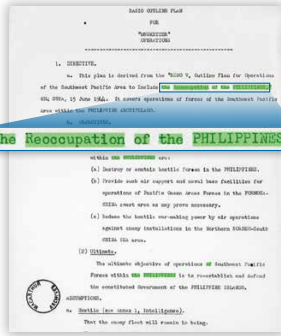 BASIC OUTLINE PLAN
FOR
"MUSKETEER"
OPERATIONS
1. DIRECTIVE.
a. This plan is derived from the "RENO V, Outline Plan for Operations
of the Southwest Pacific Area to Include the Reoccupation of the PHILIPPINES,"
GHQ SWPA, 15 June 1944. It covers operations of forces of the Southwest Pacific
Area within the PHILIPPINE ARCHIPELAGO.
he Reoccupation of the PHILIPPINES
within the PHILIPPINES are:
(a) Destroy or contain hostile forces in the PHILIPPINES.
(b) Provide such air support and naval base facilities for
operations of Pacific Ocean Areas Forces in the FORMOSA-
CHINA coast area as may prove necessary.
(c) Reduce the hostile war-making power by air operations
against enemy installations in the Northern BORNEO-South
CHINA SEA area.
(2) Ultimate.
The ultimate objective of operations of Southwest Pacific
Forces within the PHILIPPINES is to re-establish and defend
the constituted Government of the PHILIPPINE ISLANDS.
ASSUMPTIONS.
a. Hostile (see Annex 1, Intelligence).
That the enemy fleet will remain in being.